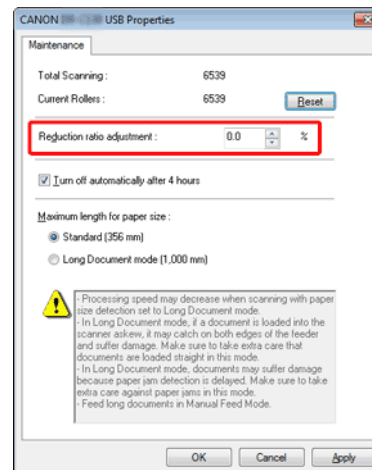 CANON USB Properties
Maintenance
Total Scanning : 6539
Current Rollers : 6539 Reset
Reduction ratio adjustment : 0.0 %
Turn off automatically after 4 hours
Maximum length for paper size :
Standard (356 mm)
Long Document mode (1,000 mm)
- Processing speed may decrease when scanning with paper
size detection set to Long Document mode.
- In Long Document mode, if a document is loaded into the
scanner askew, it may catch on both edges of the feeder
and suffer damage. Make sure to take extra care that
documents are loaded straight in this mode.
- In Long Document mode, documents may suffer damage
because paper jam detection is delayed. Make sure to take
extra care against paper jams in this mode.
- Feed long documents in Manual Feed Mode.
OK Cancel Apply